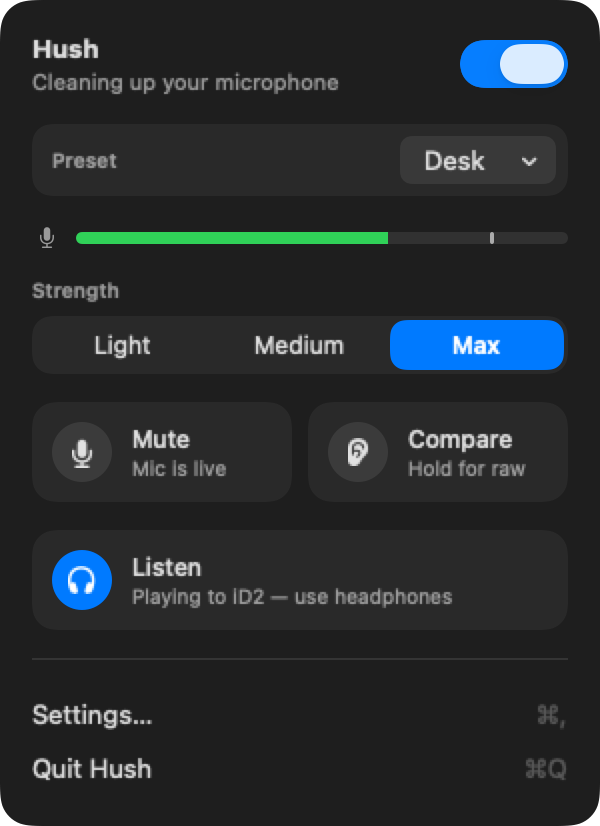 Hush
Cleaning up your microphone
Preset
Desk
Strength
Light Medium Max
Mute
Mic is live
Compare
Hold for raw
Listen
Playing to iD2 — use headphones
Settings... ⌘,
Quit Hush ⌘Q